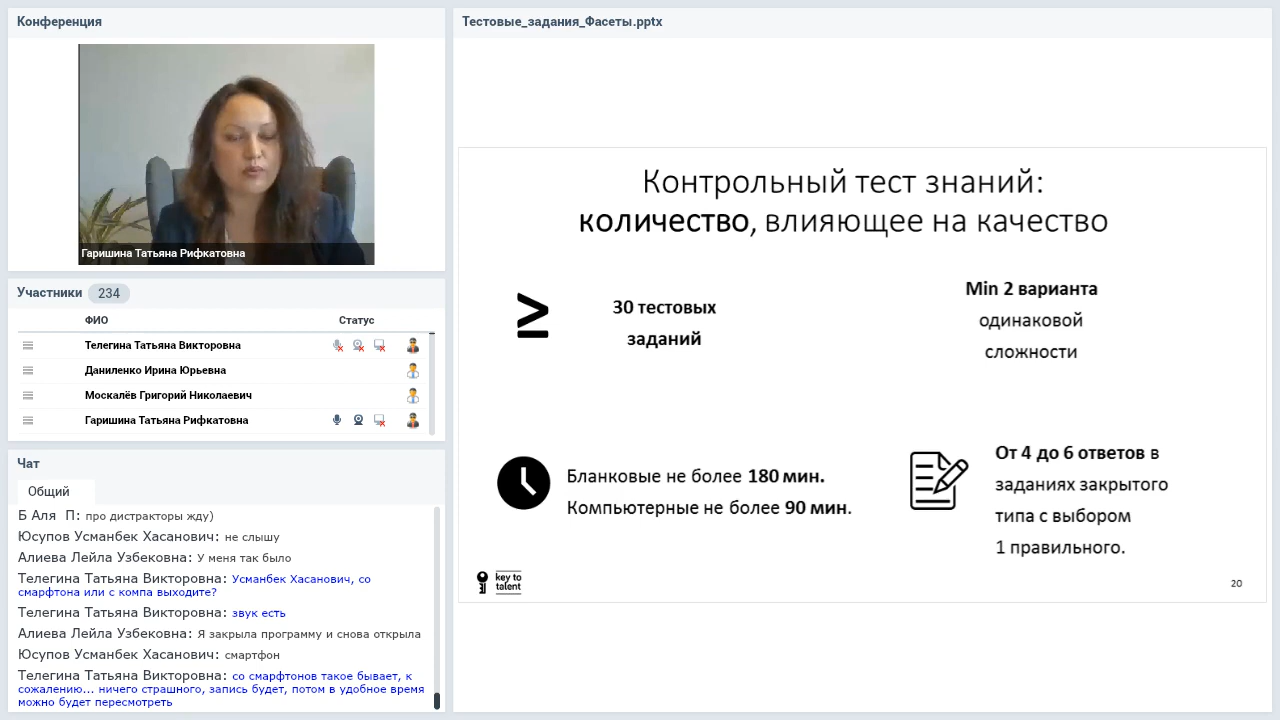 Конференция
Гаришина Татьяна Рифкатовна
Участники 234
ФИО Статус
Телегина Татьяна Викторовна
Даниленко Ирина Юрьевна
Москалёв Григорий Николаевич
Гаришина Татьяна Рифкатовна
Чат
Общий
Б Аля П: про дистракторы жду)
Юсупов Усманбек Хасанович: не слышу
Алиева Лейла Узбековна: У меня так было
Телегина Татьяна Викторовна: Усманбек Хасанович, со
смарфтона или с компа выходите?
Телегина Татьяна Викторовна: звук есть
Алиева Лейла Узбековна: Я закрыла программу и снова открыла
Юсупов Усманбек Хасанович: смартфон
Телегина Татьяна Викторовна: со смарфтонов такое бывает, к
сожалению... ничего страшного, запись будет, потом в удобное время
можно будет пересмотреть
Тестовые_задания_Фасеты.pptx
Контрольный тест знаний:
количество, влияющее на качество
≥
30 тестовых
заданий
Min 2 варианта
одинаковой
сложности
Бланковые не более 180 мин.
Компьютерные не более 90 мин.
От 4 до 6 ответов в
заданиях закрытого
типа с выбором
1 правильного.
key to
talent
20